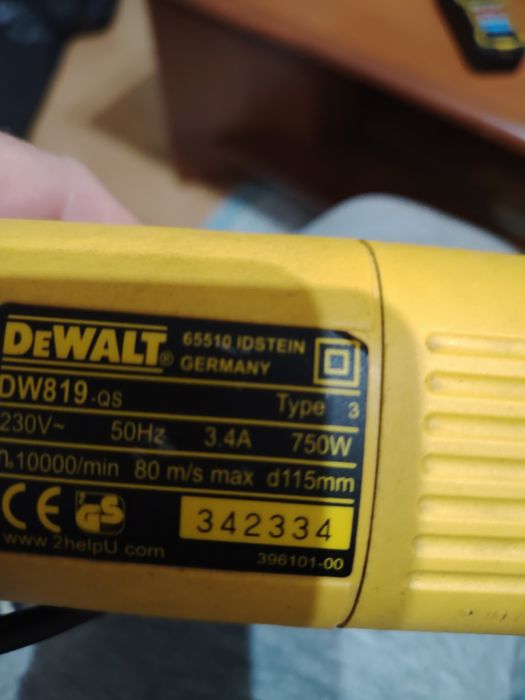 DEWALT® 65510 IDSTEIN
GERMANY
DW819-QS Type 3
230V~ 50Hz 3.4A 750W
n₀10000/min 80 m/s max d115mm
CE GS 342334
www.2helpU.com 396101-00